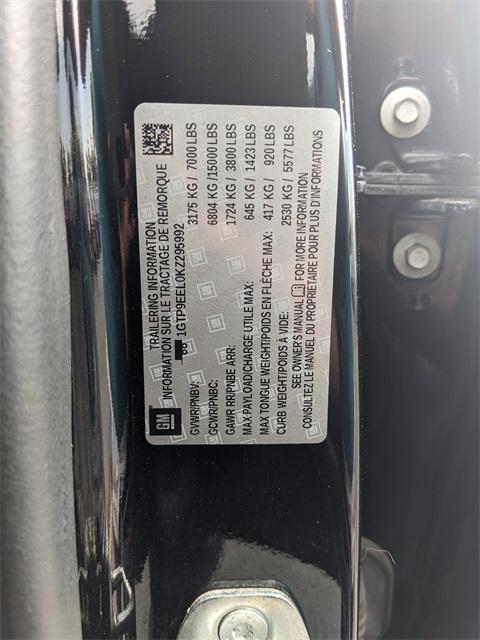 GM
TRAILERING INFORMATION
INFORMATION SUR LE TRACTAGE DE REMORQUE
1GTP9EEL0KZ295992
GVWR/PNBV: 3175 KG / 7000 LBS
GCWR/PNBC: 6804 KG /15000 LBS
GAWR RR/PNBE ARR: 1724 KG / 3800 LBS
MAX PAYLOAD/CHARGE UTILE MAX: 645 KG / 1423 LBS
MAX TONGUE WEIGHT/POIDS EN FLÈCHE MAX: 417 KG / 920 LBS
CURB WEIGHT/POIDS À VIDE: 2530 KG / 5577 LBS
SEE OWNER'S MANUAL FOR MORE INFORMATION
CONSULTEZ LE MANUEL DU PROPRIÉTAIRE POUR PLUS D'INFORMATIONS